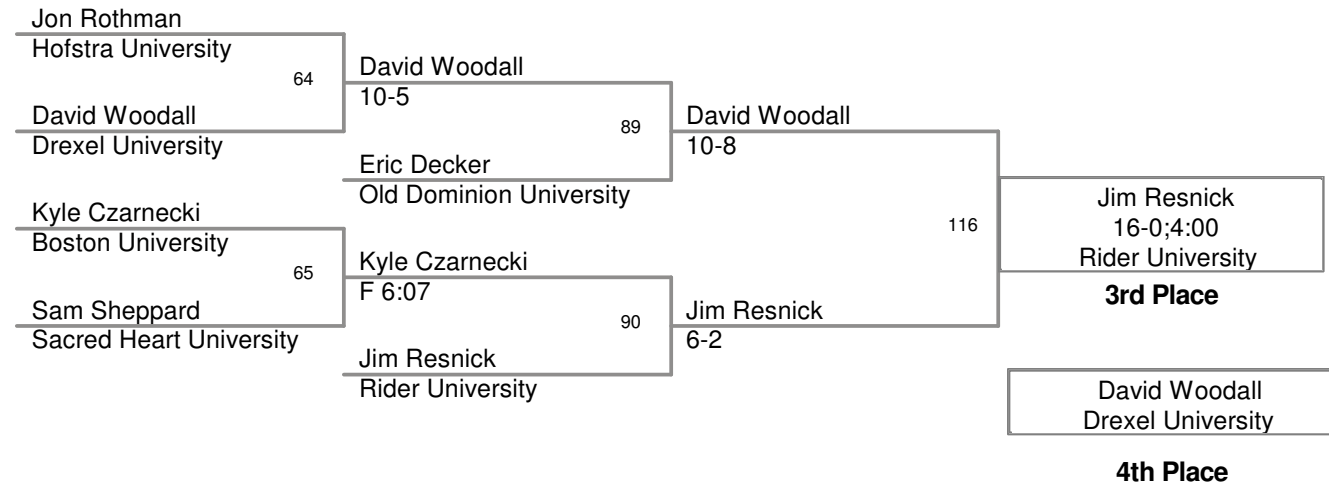 Jon Rothman
Hofstra University
64
David Woodall
10-5
David Woodall
Drexel University
89
David Woodall
10-8
Eric Decker
Old Dominion University
Kyle Czarnecki
Boston University
116
Jim Resnick
16-0;4:00
Rider University
3rd Place
65
Kyle Czarnecki
F 6:07
Sam Sheppard
Sacred Heart University
90
Jim Resnick
6-2
Jim Resnick
Rider University
David Woodall
Drexel University
4th Place